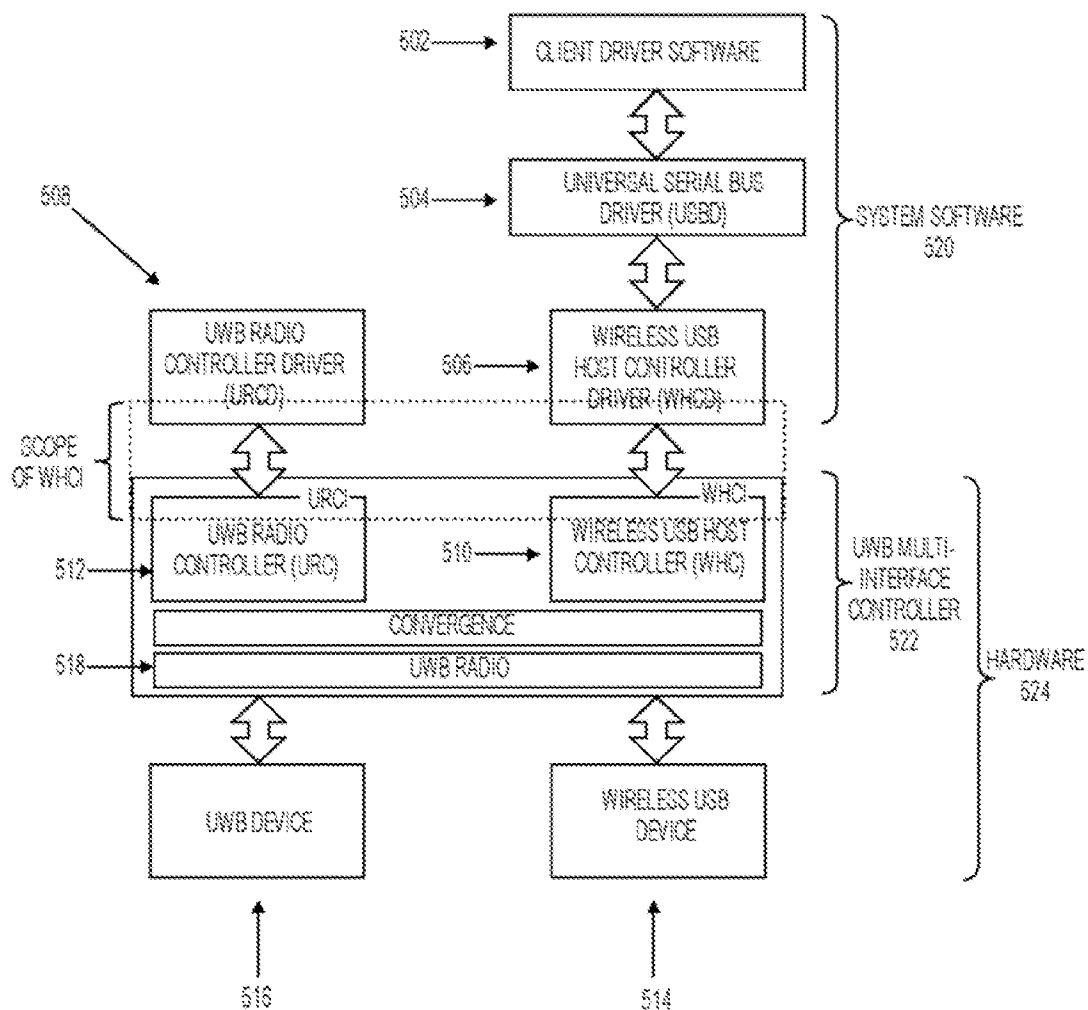 502
CLIENT DRIVER SOFTWARE
504
UNIVERSAL SERIAL BUS
DRIVER (USBD)
SYSTEM SOFTWARE
520
508
UWB RADIO
CONTROLLER DRIVER
(URCD)
506
WIRELESS USB
HOST CONTROLLER
DRIVER (WHCD)
SCOPE
OF WHCI
URCI
WHCI
512
UWB RADIO
CONTROLLER (URC)
510
WIRELESS USB HOST
CONTROLLER (WHC)
CONVERGENCE
518
UWB RADIO
UWB MULTI-
INTERFACE
CONTROLLER
522
HARDWARE
524
UWB DEVICE
WIRELESS USB
DEVICE
516
514